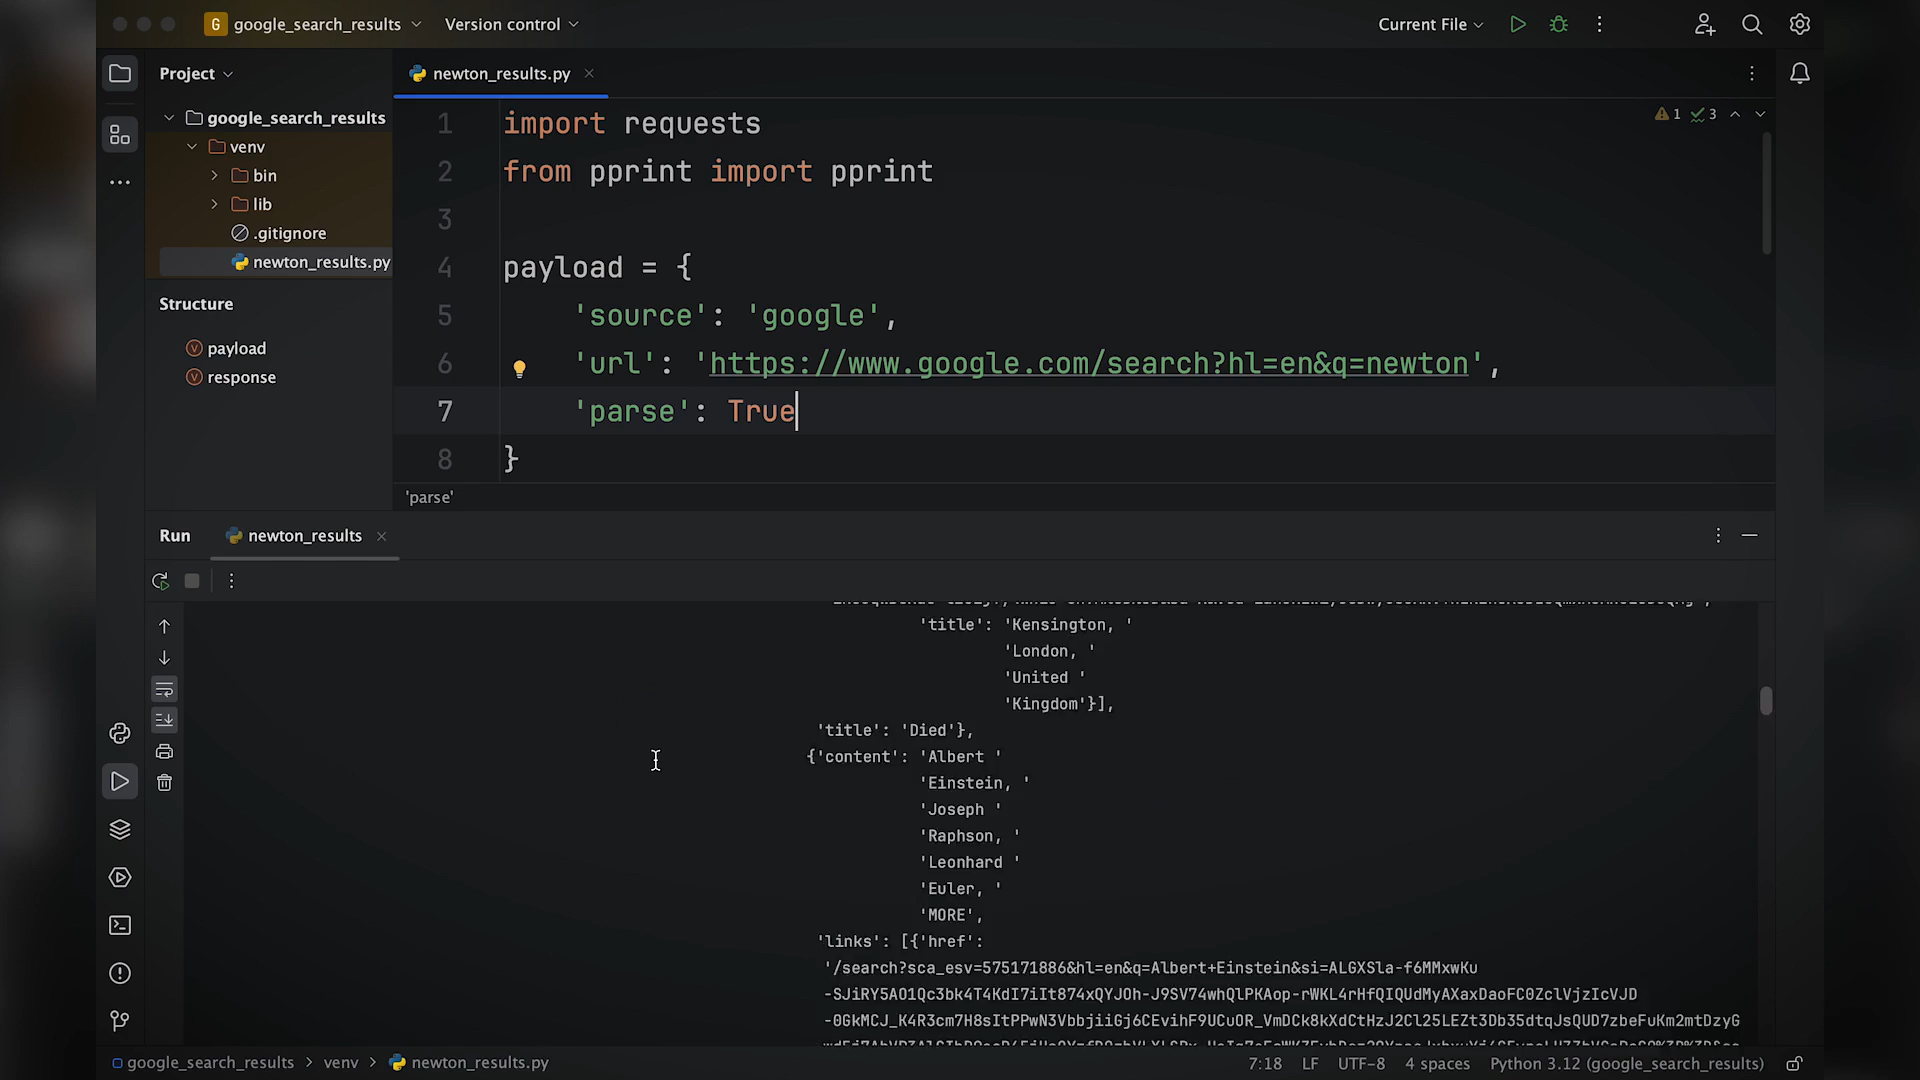 G google_search_results
Version control
Current File
Project
newton_results.py
google_search_results
venv
bin
lib
.gitignore
newton_results.py
Structure
payload
response
1 3
1 import requests
2 from pprint import pprint
3
4 payload = {
5 'source': 'google',
6 'url': 'https://www.google.com/search?hl=en&q=newton',
7 'parse': True
8 }
'parse'
Run
newton_results
'title': 'Kensington, '
'London, '
'United '
'Kingdom'}],
'title': 'Died'},
{'content': 'Albert '
'Einstein, '
'Joseph '
'Raphson, '
'Leonhard '
'Euler, '
'MORE',
'links': [{'href':
'/search?sca_esv=575171886&hl=en&q=Albert+Einstein&si=ALGXSla-f6MMxwKu
-SJiRY5AO1Qc3bk4T4KdI7iIt874xQYJOh-J9SV74whQlPKAop-rWKL4rHfQIQUdMyAXaxDaoFC0ZclVjzIcVJD
-0GkMCJ_K4R3cm7H8sItPPwN3VbbjiiGj6CEvihF9UCuOR_VmDCk8kXdCtHzJ2Cl25LEZt3Db35dtqJsQUD7zbeFuKm2mtDzyG
google_search_results > venv > newton_results.py
7:18 LF UTF-8 4 spaces Python 3.12 (google_search_results)